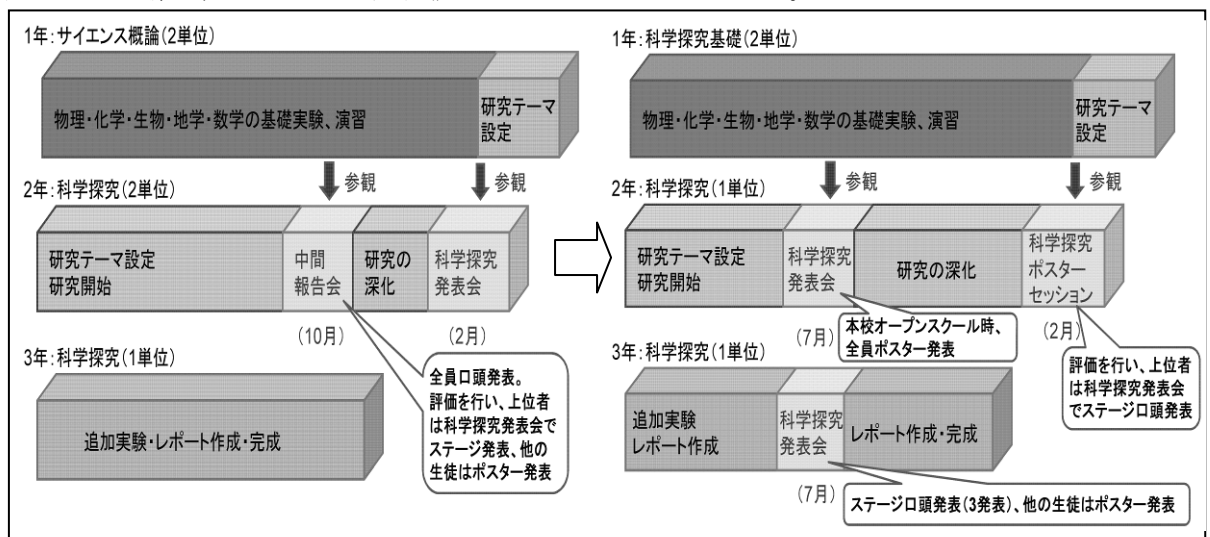 1年:サイエンス概論(2単位)
物理・化学・生物・地学・数学の基礎実験、演習
研究テーマ
設定
参観
参観
2年:科学探究(2単位)
研究テーマ設定
研究開始
中間
報告会
研究の
深化
科学探究
発表会
(10月)
(2月)
全員口頭発表。
評価を行い、上位者
は科学探究発表会で
ステージ発表、他の
生徒はポスター発表
3年:科学探究(1単位)
追加実験・レポート作成・完成
1年:科学探究基礎(2単位)
物理・化学・生物・地学・数学の基礎実験、演習
研究テーマ
設定
参観
参観
2年:科学探究(1単位)
研究テーマ設定
研究開始
科学探究
発表会
研究の深化
科学探究
ポスター
セッション
(7月)
本校オープンスクール時、
全員ポスター発表
(2月)
評価を行い、上位者
は科学探究発表会
でステージ口頭発表
3年:科学探究(1単位)
追加実験
レポート作成
科学探究
発表会
レポート作成・完成
(7月)
ステージ口頭発表(3発表)、他の生徒はポスター発表